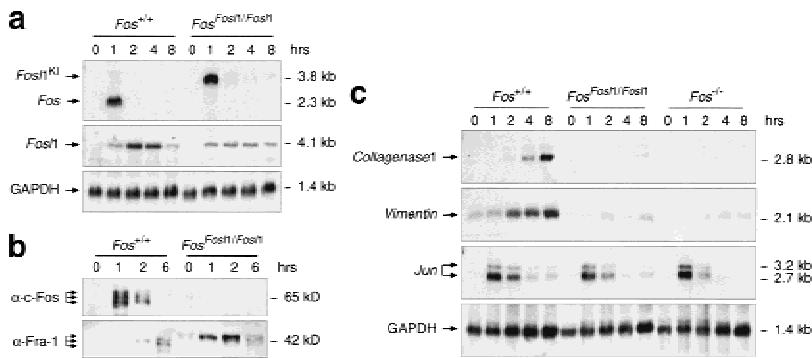 a
Fos+/+ FosFosl1/Fosl1
0 1 2 4 8 0 1 2 4 8 hrs
Fosl1KI 3.8 kb
Fos 2.3 kb
Fosl1 4.1 kb
GAPDH 1.4 kb
b
Fos+/+ FosFosl1/Fosl1
0 1 2 6 0 1 2 6 hrs
α-c-Fos 65 kD
α-Fra-1 42 kD
c
Fos+/+ FosFosl1/Fosl1 Fos-/-
0 1 2 4 8 0 1 2 4 8 0 1 2 4 8 hrs
Collagenase1 2.8 kb
Vimentin 2.1 kb
Jun 3.2 kb
2.7 kb
GAPDH 1.4 kb